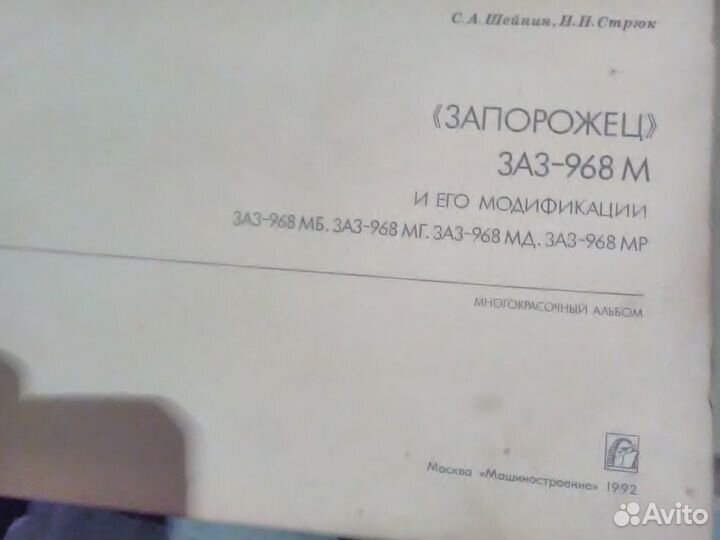 С. А. Шейнин, Н. Н. Стрюк
«ЗАПОРОЖЕЦ»
ЗАЗ-968 М
И ЕГО МОДИФИКАЦИИ
ЗАЗ-968 МБ. ЗАЗ-968 МГ. ЗАЗ-968 МД. ЗАЗ-968 МР
МНОГОКРАСОЧНЫЙ АЛЬБОМ
Москва «Машиностроение» 1992
Avito